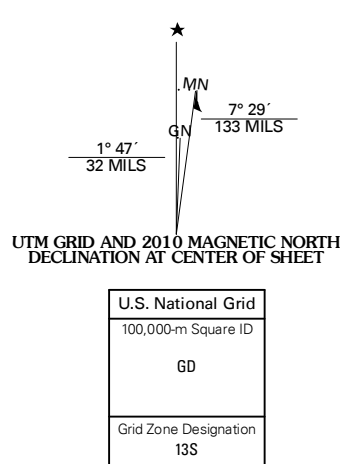 MN
7° 29´
133 MILS
GN
1° 47´
32 MILS
UTM GRID AND 2010 MAGNETIC NORTH
DECLINATION AT CENTER OF SHEET
U.S. National Grid
100,000-m Square ID
GD
Grid Zone Designation
13S